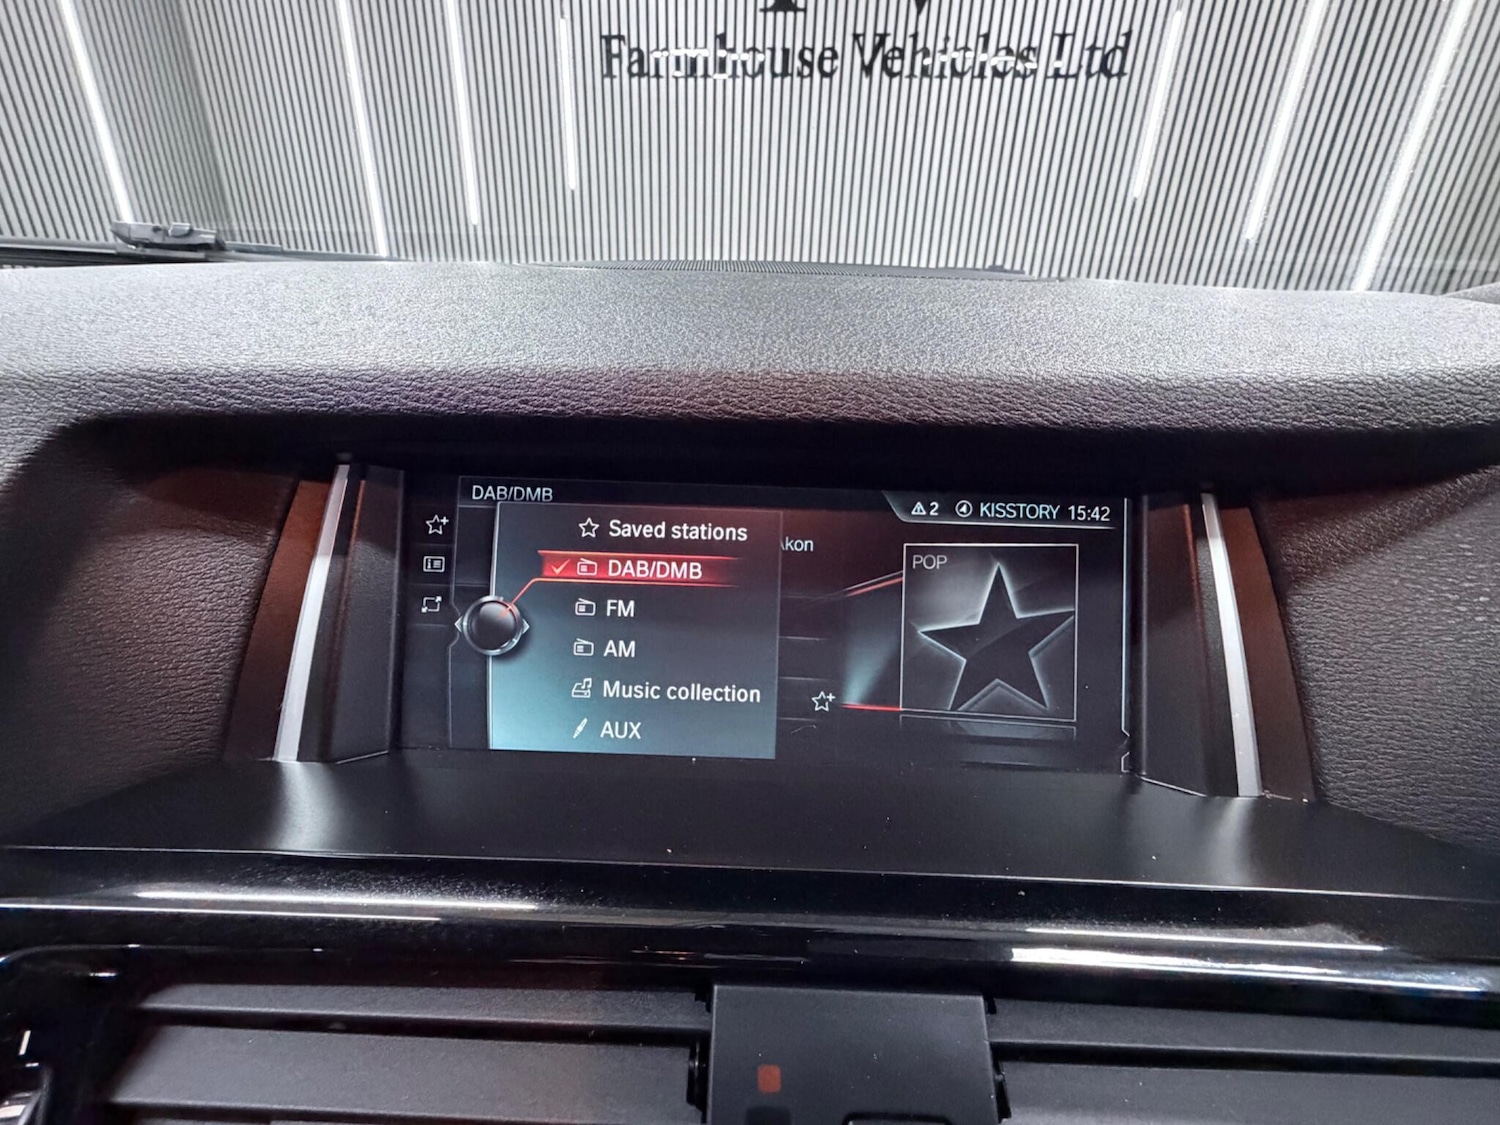 Farmhouse Vehicles Ltd
DAB/DMB
2 KISSTORY 15:42
Saved stations
kon
DAB/DMB
POP
FM
AM
Music collection
AUX